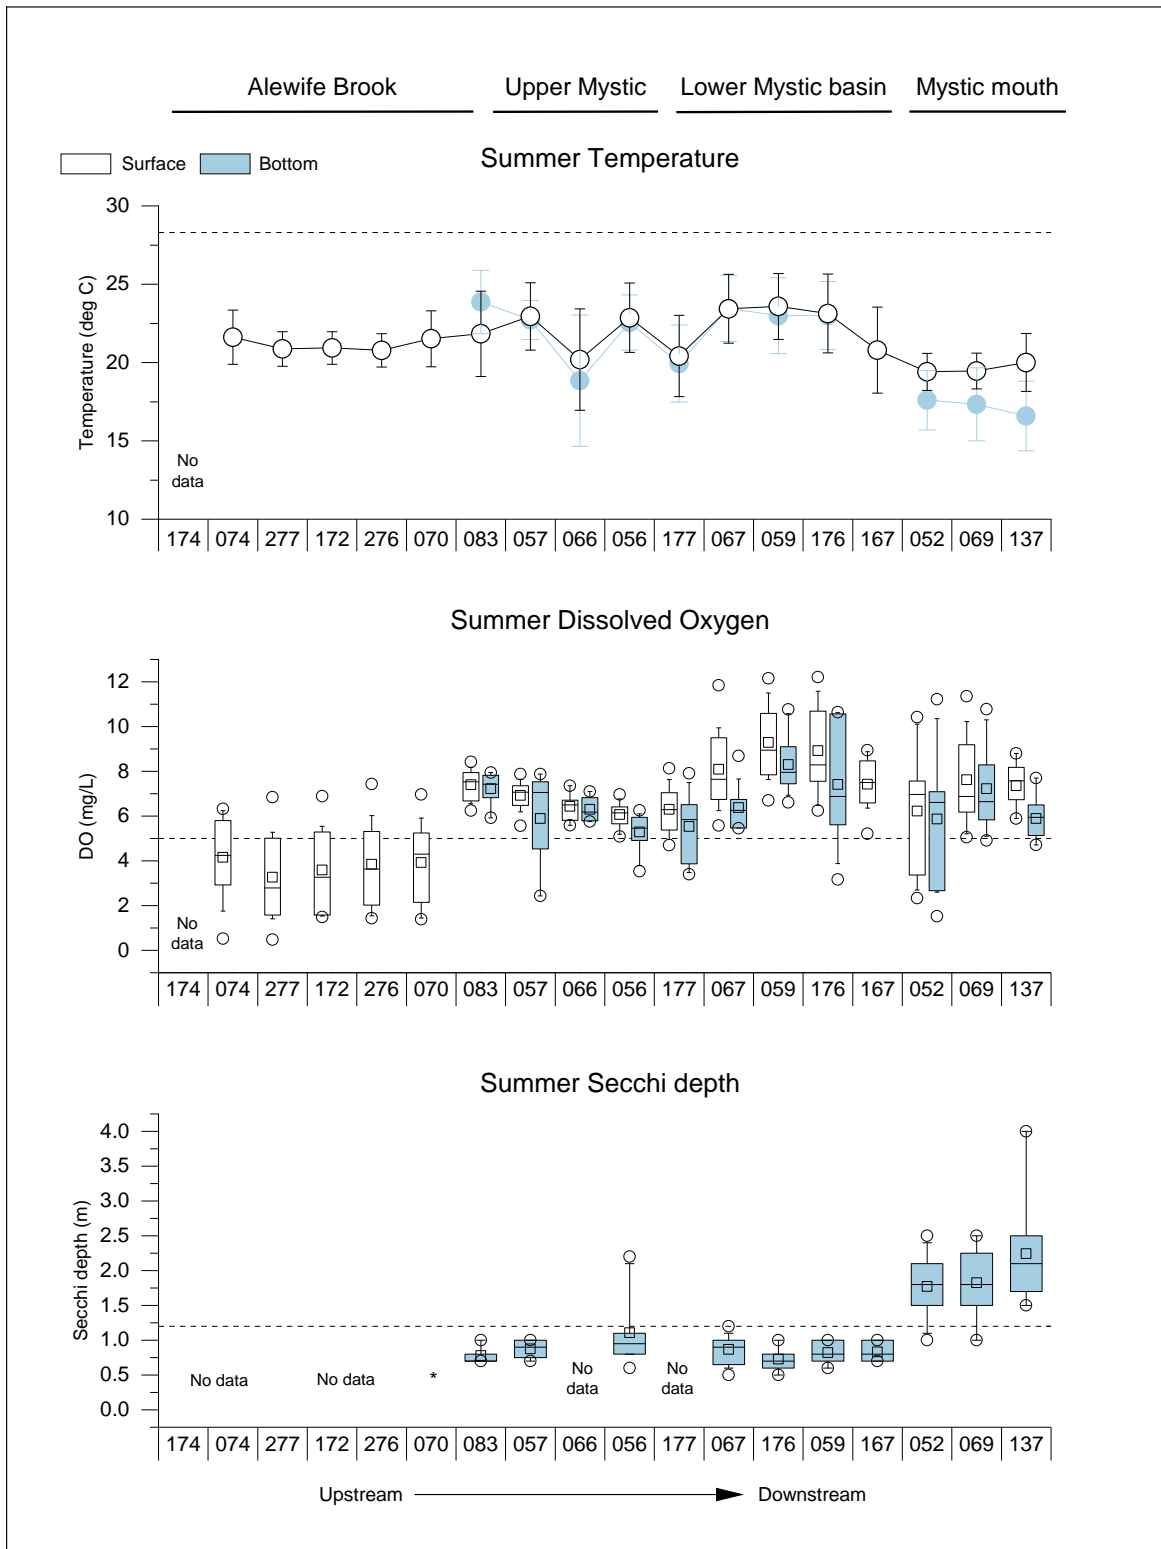 Alewife Brook Upper Mystic Lower Mystic basin Mystic mouth
Summer Temperature
Surface Bottom
30
25
20
15
10
Temperature (deg C)
No
data
174 074 277 172 276 070 083 057 066 056 177 067 059 176 167 052 069 137
Summer Dissolved Oxygen
12
10
8
6
4
2
0
DO (mg/L)
No
data
174 074 277 172 276 070 083 057 066 056 177 067 059 176 167 052 069 137
Summer Secchi depth
4.0
3.5
3.0
2.5
2.0
1.5
1.0
0.5
0.0
Secchi depth (m)
No data
No data
*
No
data
No
data
174 074 277 172 276 070 083 057 066 056 177 067 176 059 167 052 069 137
Upstream Downstream